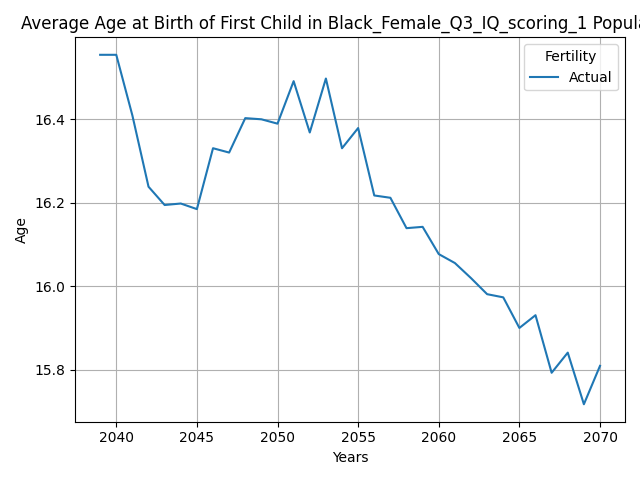 Average Age at Birth of First Child in Black_Female_Q3_IQ_scoring_1 Popula
Fertility
Actual
16.4
16.2
16.0
15.8
Age
2040 2045 2050 2055 2060 2065 2070
Years